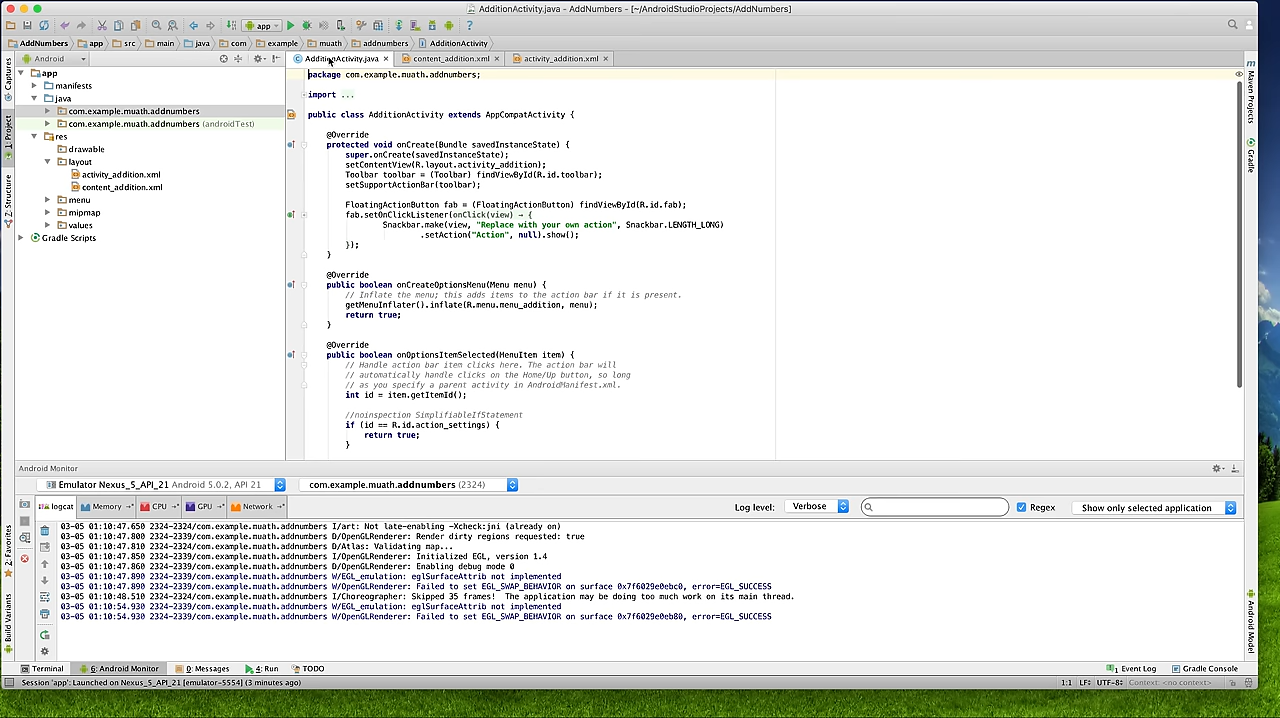 AdditionActivity.java - AddNumbers - [~/AndroidStudioProjects/AddNumbers]
app
AddNumbers app src main java com example muath addnumbers AdditionActivity
Android
AdditionActivity.java content_addition.xml activity_addition.xml
Captures
1: Project
7: Structure
2: Favorites
Build Variants
app
manifests
java
com.example.muath.addnumbers
com.example.muath.addnumbers (androidTest)
res
drawable
layout
activity_addition.xml
content_addition.xml
menu
mipmap
values
Gradle Scripts
package com.example.muath.addnumbers;
import ...
public class AdditionActivity extends AppCompatActivity {
@Override
protected void onCreate(Bundle savedInstanceState) {
super.onCreate(savedInstanceState);
setContentView(R.layout.activity_addition);
Toolbar toolbar = (Toolbar) findViewById(R.id.toolbar);
setSupportActionBar(toolbar);
FloatingActionButton fab = (FloatingActionButton) findViewById(R.id.fab);
fab.setOnClickListener(onClick(view) → {
Snackbar.make(view, "Replace with your own action", Snackbar.LENGTH_LONG)
.setAction("Action", null).show();
});
}
@Override
public boolean onCreateOptionsMenu(Menu menu) {
// Inflate the menu; this adds items to the action bar if it is present.
getMenuInflater().inflate(R.menu.menu_addition, menu);
return true;
}
@Override
public boolean onOptionsItemSelected(MenuItem item) {
// Handle action bar item clicks here. The action bar will
// automatically handle clicks on the Home/Up button, so long
// as you specify a parent activity in AndroidManifest.xml.
int id = item.getItemId();
//noinspection SimplifiableIfStatement
if (id == R.id.action_settings) {
return true;
}
Maven Projects
Gradle
Android Model
Android Monitor
Emulator Nexus_5_API_21 Android 5.0.2, API 21 com.example.muath.addnumbers (2324)
logcat Memory CPU GPU Network Log level: Verbose Regex Show only selected application
03-05 01:10:47.650 2324-2324/com.example.muath.addnumbers I/art: Not late-enabling -Xcheck:jni (already on)
03-05 01:10:47.800 2324-2339/com.example.muath.addnumbers D/OpenGLRenderer: Render dirty regions requested: true
03-05 01:10:47.810 2324-2324/com.example.muath.addnumbers D/Atlas: Validating map...
03-05 01:10:47.850 2324-2339/com.example.muath.addnumbers I/OpenGLRenderer: Initialized EGL, version 1.4
03-05 01:10:47.860 2324-2339/com.example.muath.addnumbers D/OpenGLRenderer: Enabling debug mode 0
03-05 01:10:47.890 2324-2339/com.example.muath.addnumbers W/EGL_emulation: eglSurfaceAttrib not implemented
03-05 01:10:47.890 2324-2339/com.example.muath.addnumbers W/OpenGLRenderer: Failed to set EGL_SWAP_BEHAVIOR on surface 0x7f6029e0ebc0, error=EGL_SUCCESS
03-05 01:10:48.510 2324-2324/com.example.muath.addnumbers I/Choreographer: Skipped 35 frames! The application may be doing too much work on its main thread.
03-05 01:10:54.930 2324-2339/com.example.muath.addnumbers W/EGL_emulation: eglSurfaceAttrib not implemented
03-05 01:10:54.930 2324-2339/com.example.muath.addnumbers W/OpenGLRenderer: Failed to set EGL_SWAP_BEHAVIOR on surface 0x7f6029e0eb80, error=EGL_SUCCESS
Terminal 6: Android Monitor 0: Messages 4: Run TODO 1 Event Log Gradle Console
Session 'app': Launched on Nexus_5_API_21 [emulator-5554] (3 minutes ago) 1:1 LF UTF-8 Context: <no context>